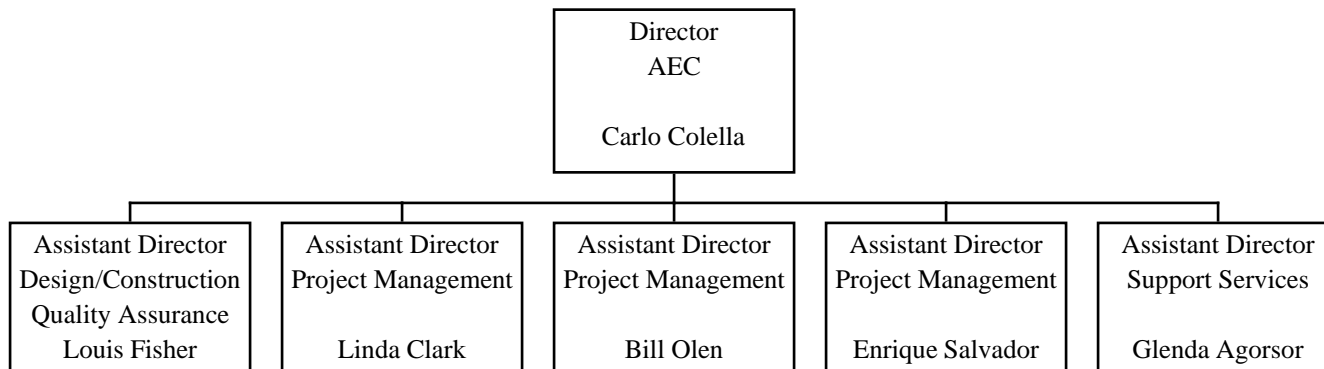 Director
AEC
Carlo Colella
Assistant Director
Design/Construction
Quality Assurance
Louis Fisher
Assistant Director
Project Management
Linda Clark
Assistant Director
Project Management
Bill Olen
Assistant Director
Project Management
Enrique Salvador
Assistant Director
Support Services
Glenda Agorsor